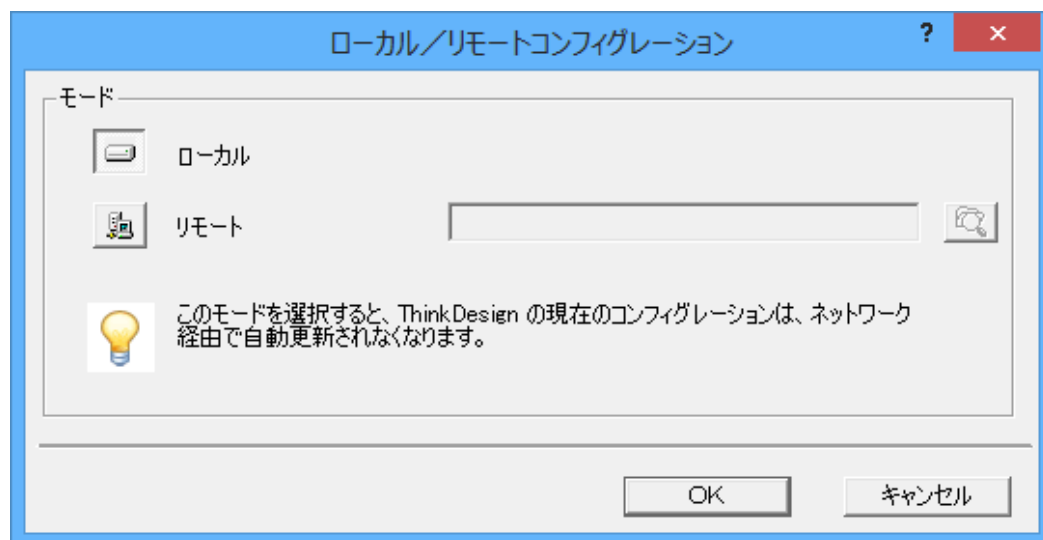 ローカル／リモートコンフィグレーション
?
×
モード
ローカル
リモート
このモードを選択すると、ThinkDesign の現在のコンフィグレーションは、ネットワーク
経由で自動更新されなくなります。
OK
キャンセル